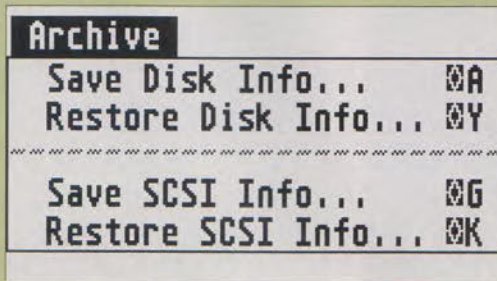 Archive
Save Disk Info... A
Restore Disk Info... Y
Save SCSI Info... G
Restore SCSI Info... K